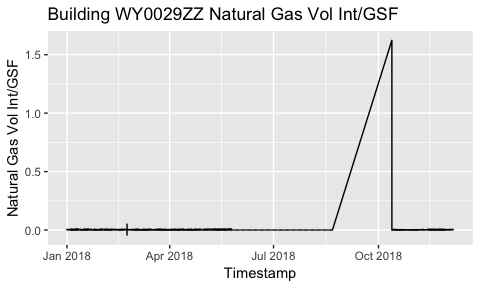 Building WY0029ZZ Natural Gas Vol Int/GSF
Natural Gas Vol Int/GSF
1.5
1.0
0.5
0.0
Jan 2018 Apr 2018 Jul 2018 Oct 2018
Timestamp